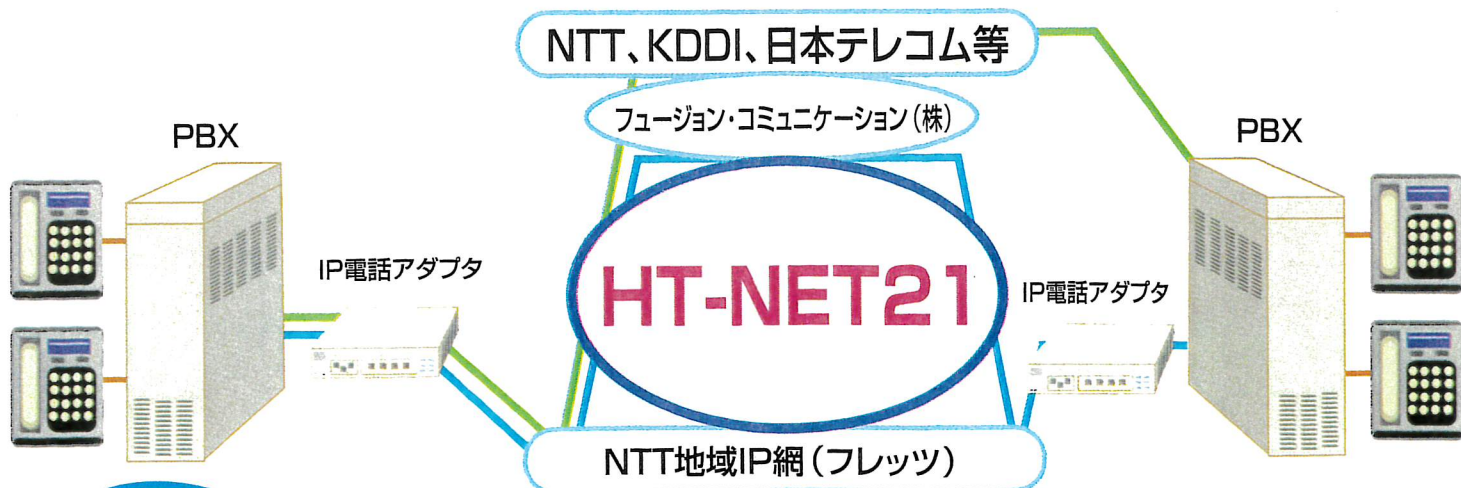 NTT、KDDI、日本テレコム等
フュージョン・コミュニケーション(株)
PBX
PBX
IP電話アダプタ
HT-NET21
IP電話アダプタ
NTT地域IP網(フレッツ)